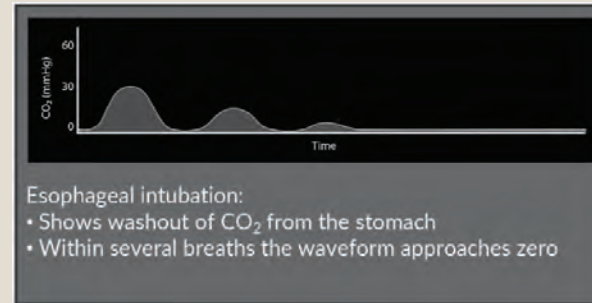 60
30
0
CO₂ (mmHg)
Time
Esophageal intubation:
• Shows washout of CO₂ from the stomach
• Within several breaths the waveform approaches zero